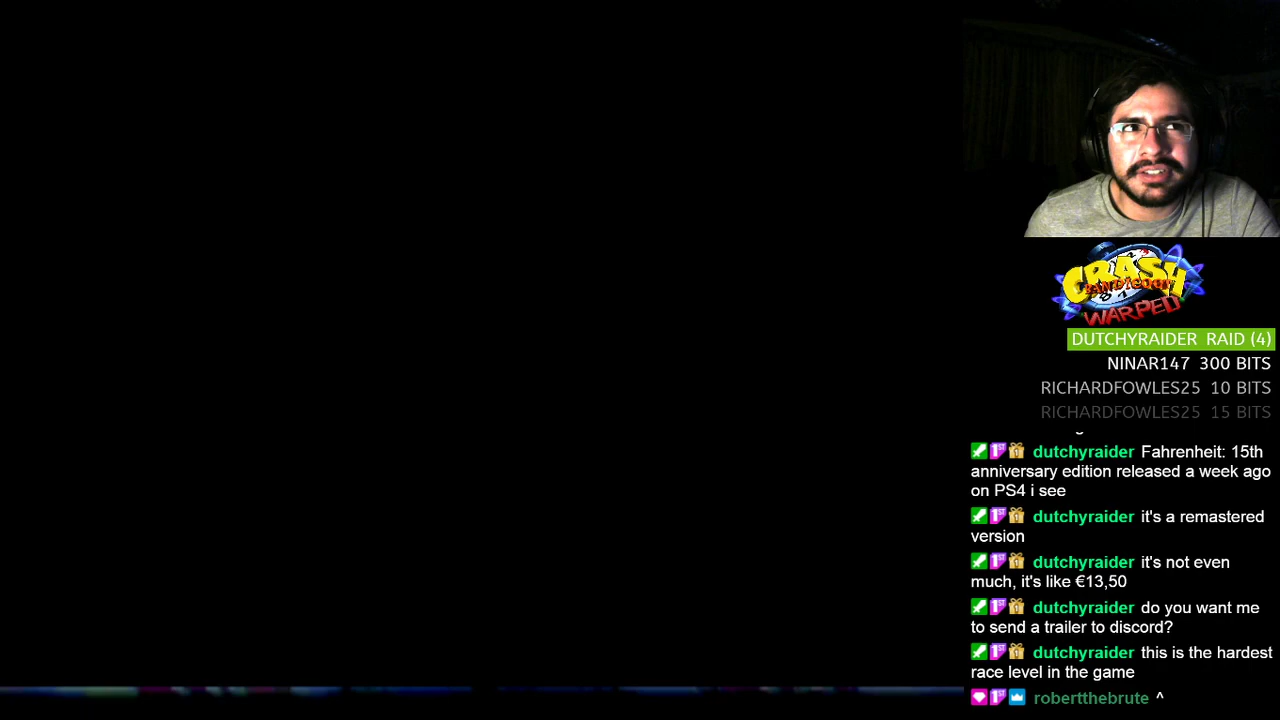 CRASH
BANDICOOT
WARPED
DUTCHYRAIDER RAID (4)
NINAR147 300 BITS
RICHARDFOWLES25 10 BITS
RICHARDFOWLES25 15 BITS
dutchyraider Fahrenheit: 15th
anniversary edition released a week ago
on PS4 i see
dutchyraider it's a remastered
version
dutchyraider it's not even
much, it's like €13,50
dutchyraider do you want me
to send a trailer to discord?
dutchyraider this is the hardest
race level in the game
robertthebrute ^